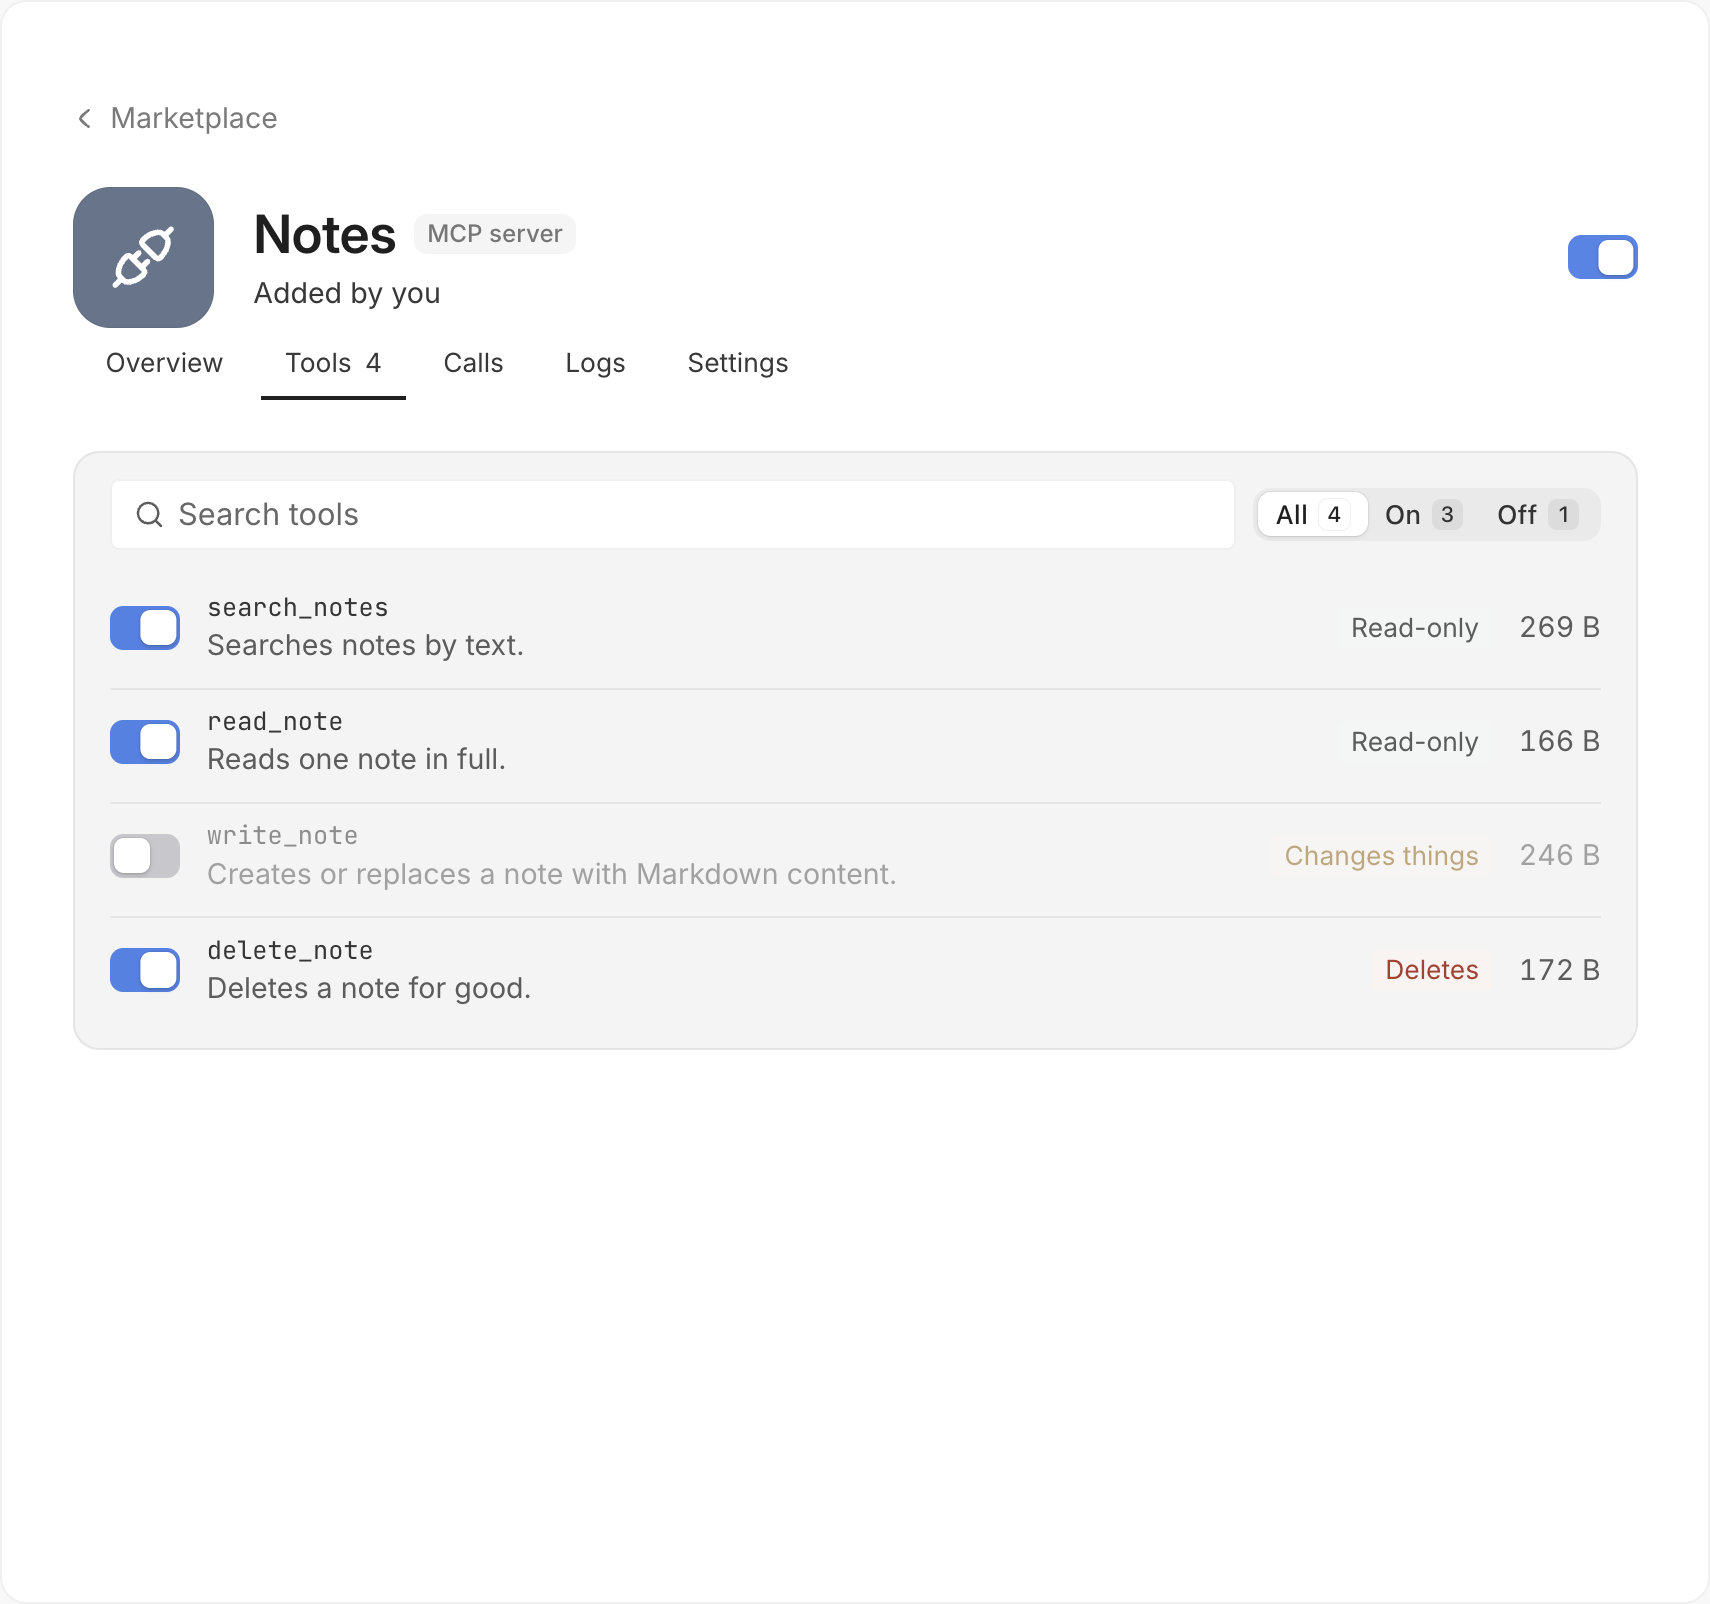 Marketplace
Notes MCP server
Added by you
Overview Tools 4 Calls Logs Settings
Search tools All 4 On 3 Off 1
search_notes
Searches notes by text.
Read-only 269 B
read_note
Reads one note in full.
Read-only 166 B
write_note
Creates or replaces a note with Markdown content.
Changes things 246 B
delete_note
Deletes a note for good.
Deletes 172 B